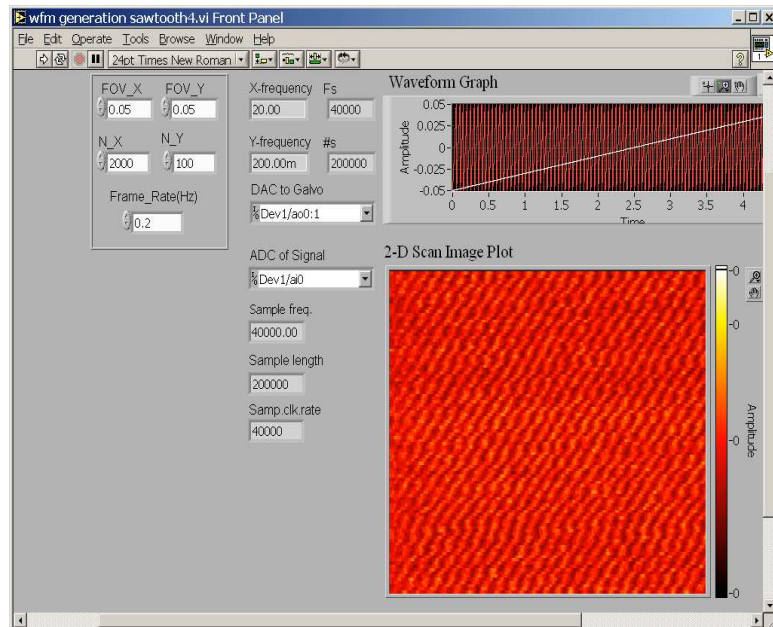 wfm generation sawtooth4.vi Front Panel
File Edit Operate Tools Browse Window Help
24pt Times New Roman
?
1
FOV_X FOV_Y
0.05 0.05
N_X N_Y
2000 100
Frame_Rate(Hz)
0.2
X-frequency Fs
20.00 40000
Y-frequency #s
200.00m 200000
DAC to Galvo
Dev1/ao0:1
ADC of Signal
Dev1/ai0
Sample freq.
40000.00
Sample length
200000
Samp.clk.rate
40000
Waveform Graph
Amplitude
0.05
0.025
0
-0.025
-0.05
0 0.5 1 1.5 2 2.5 3 3.5 4
Time
2-D Scan Image Plot
-0
-0
-0
-0
Amplitude